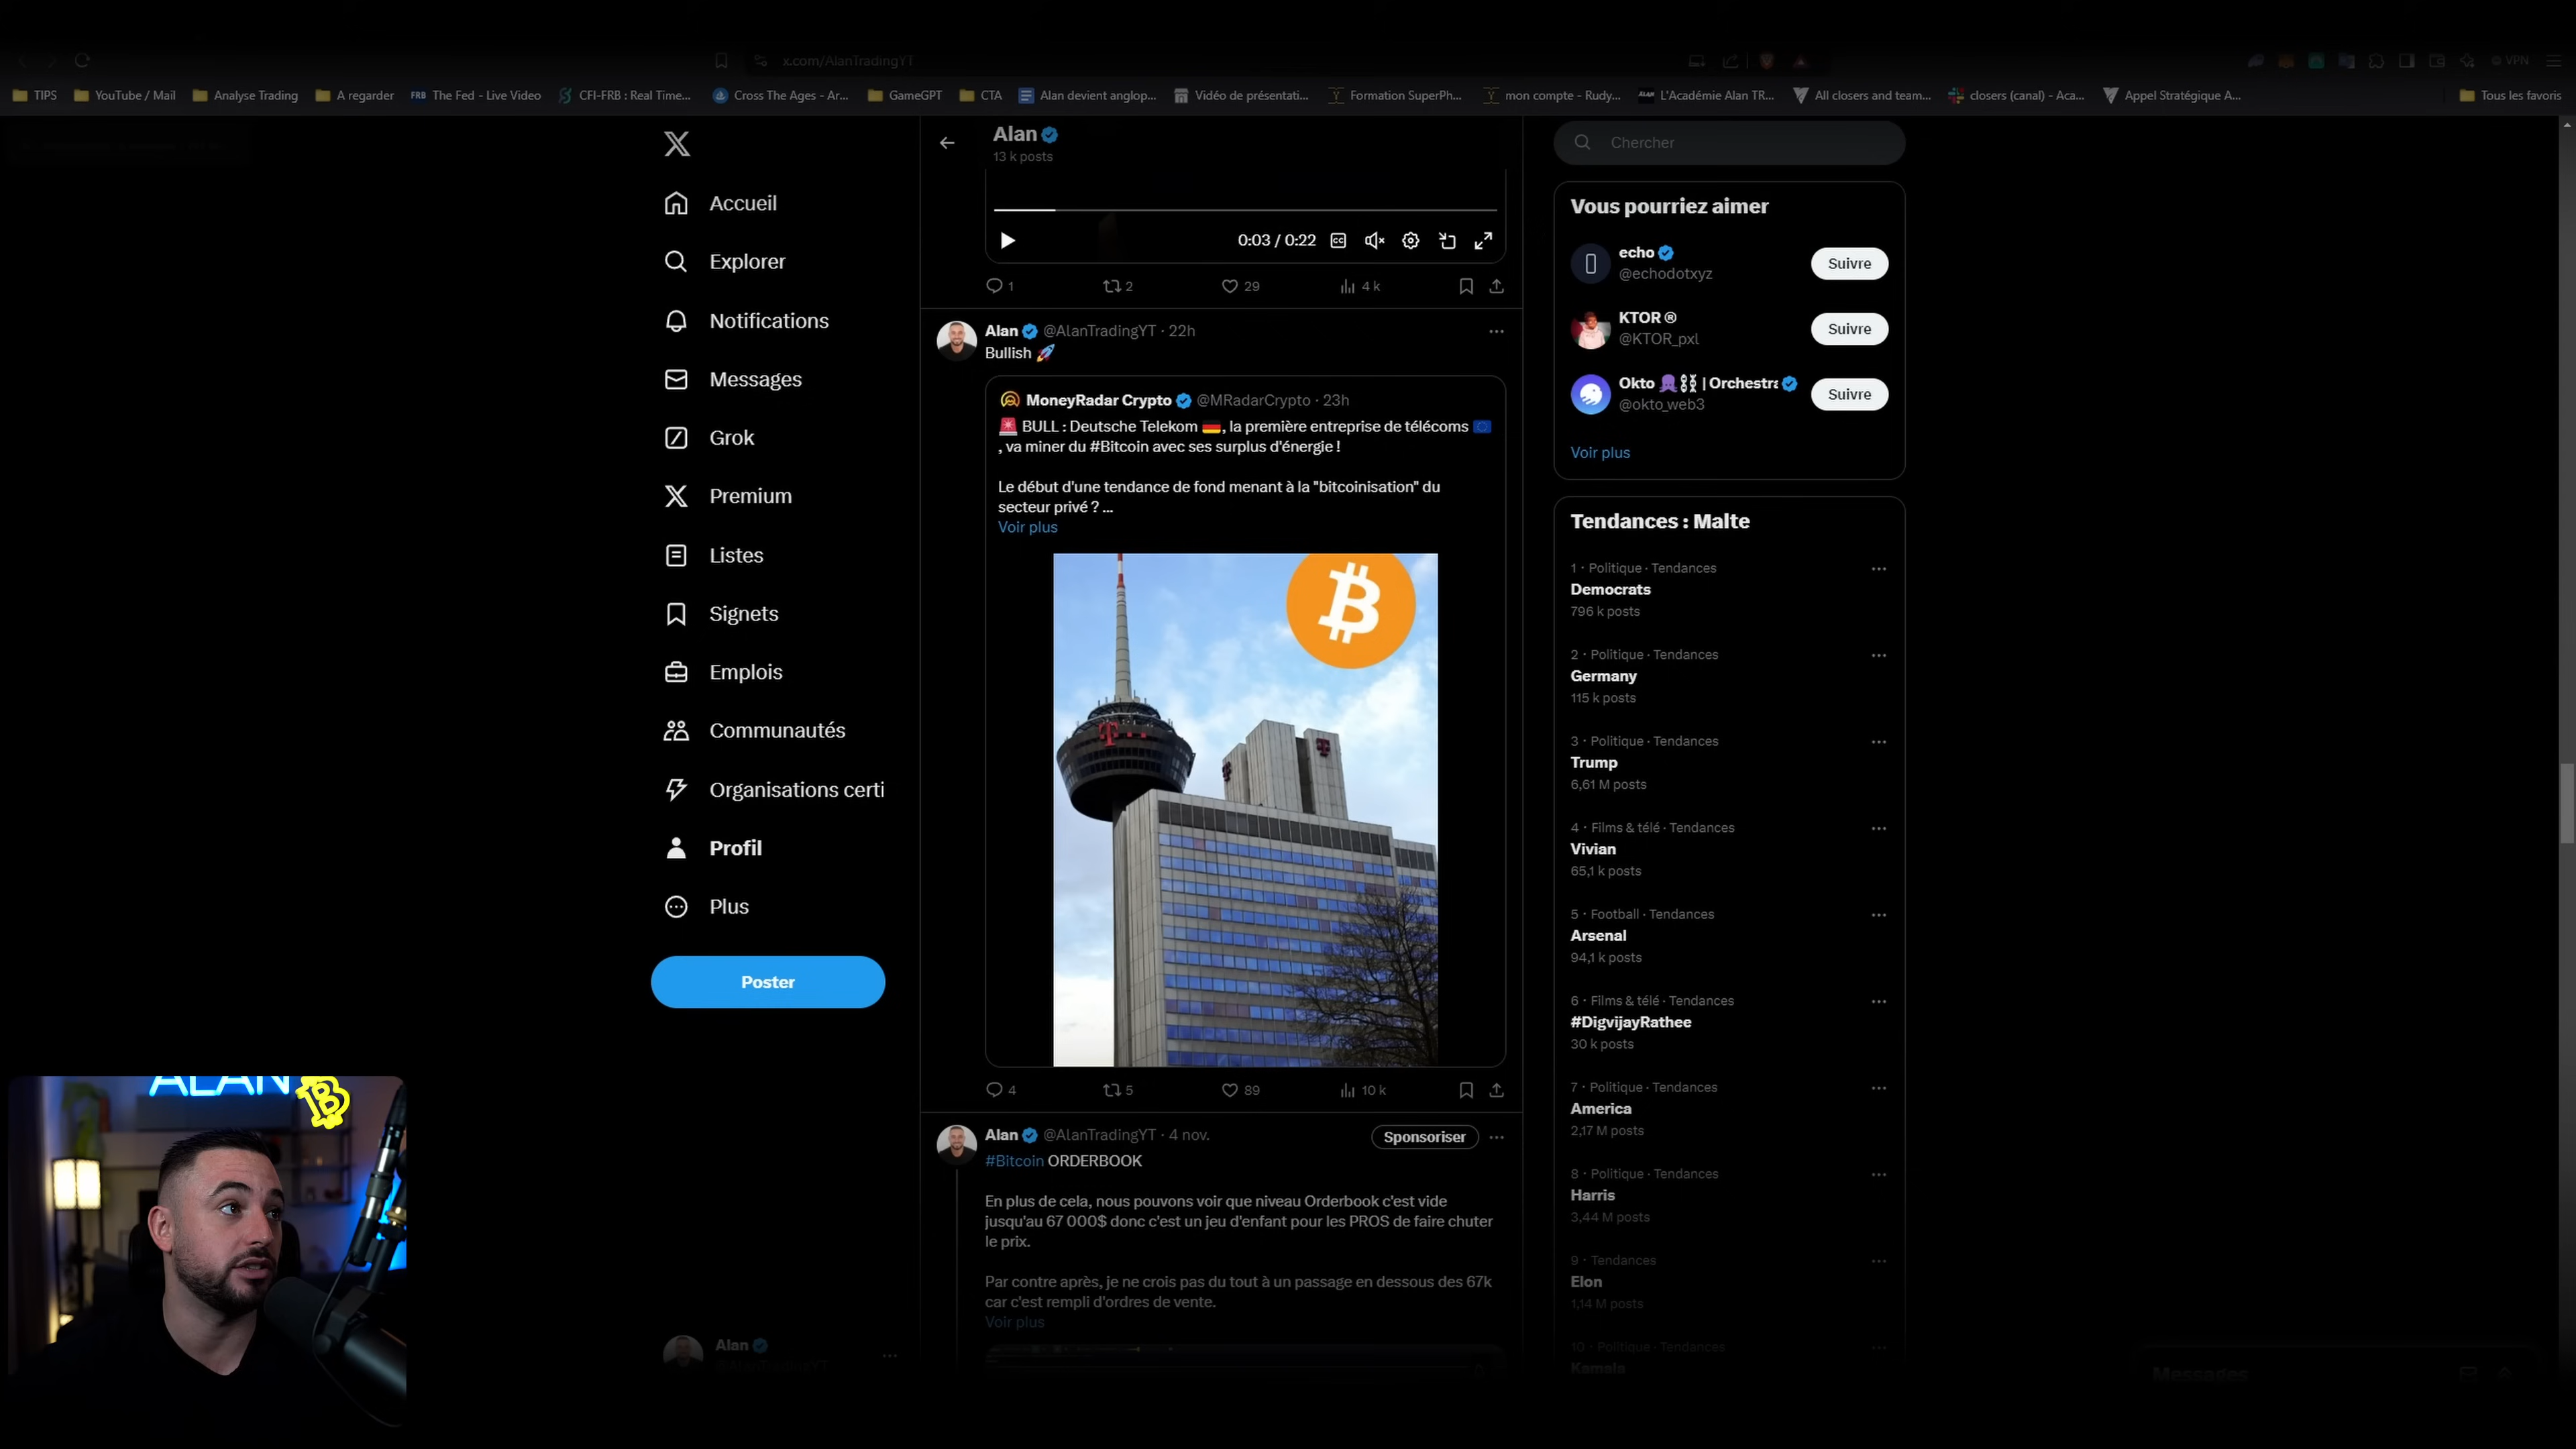 x.com/AlanTradingYT
VPN
TIPS
YouTube / Mail
Analyse Trading
A regarder
FRB The Fed - Live Video
CFI-FRB : Real Time...
Cross The Ages - Ar...
GameGPT
CTA
Alan devient anglop...
Vidéo de présentati...
Formation SuperPh...
mon compte - Rudy...
L'Académie Alan TR...
All closers and team...
closers (canal) - Aca...
Appel Stratégique A...
Tous les favoris
Accueil
Explorer
Notifications
Messages
Grok
Premium
Listes
Signets
Emplois
Communautés
Organisations certi
Profil
Plus
Poster
Alan
@AlanTradingYT
Alan
13 k posts
0:03 / 0:22
1
2
29
4 k
Alan @AlanTradingYT · 22h
Bullish 🚀
MoneyRadar Crypto @MRadarCrypto · 23h
🚨 BULL : Deutsche Telekom 🇩🇪, la première entreprise de télécoms 🇪🇺
, va miner du #Bitcoin avec ses surplus d'énergie !
Le début d'une tendance de fond menant à la "bitcoinisation" du
secteur privé ? ...
Voir plus
4
5
89
10 k
Alan @AlanTradingYT · 4 nov.
Sponsoriser
#Bitcoin ORDERBOOK
En plus de cela, nous pouvons voir que niveau Orderbook c'est vide
jusqu'au 67 000$ donc c'est un jeu d'enfant pour les PROS de faire chuter
le prix.
Par contre après, je ne crois pas du tout à un passage en dessous des 67k
car c'est rempli d'ordres de vente.
Voir plus
Chercher
Vous pourriez aimer
echo
@echodotxyz
Suivre
KTOR ®
@KTOR_pxl
Suivre
Okto 🐙⛓️ | Orchestra
@okto_web3
Suivre
Voir plus
Tendances : Malte
1 · Politique · Tendances
Democrats
796 k posts
2 · Politique · Tendances
Germany
115 k posts
3 · Politique · Tendances
Trump
6,61 M posts
4 · Films & télé · Tendances
Vivian
65,1 k posts
5 · Football · Tendances
Arsenal
94,1 k posts
6 · Films & télé · Tendances
#DigvijayRathee
30 k posts
7 · Politique · Tendances
America
2,17 M posts
8 · Politique · Tendances
Harris
3,44 M posts
9 · Tendances
Elon
1,14 M posts
10 · Politique · Tendances
Kamala
Messages
ALAN